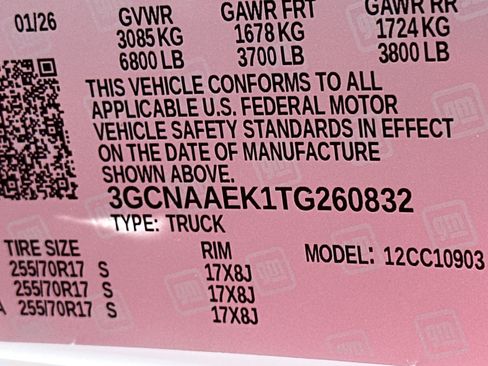 01/26 GVWR GAWR FRT GAWR RR
3085 KG 1678 KG 1724 KG
6800 LB 3700 LB 3800 LB
THIS VEHICLE CONFORMS TO ALL
APPLICABLE U.S. FEDERAL MOTOR
VEHICLE SAFETY STANDARDS IN EFFECT
ON THE DATE OF MANUFACTURE
SHOWN ABOVE.
3GCNAAEK1TG260832
TYPE: TRUCK
TIRE SIZE RIM MODEL: 12CC10903
255/70R17 S 17X8J
255/70R17 S 17X8J
A 255/70R17 S 17X8J